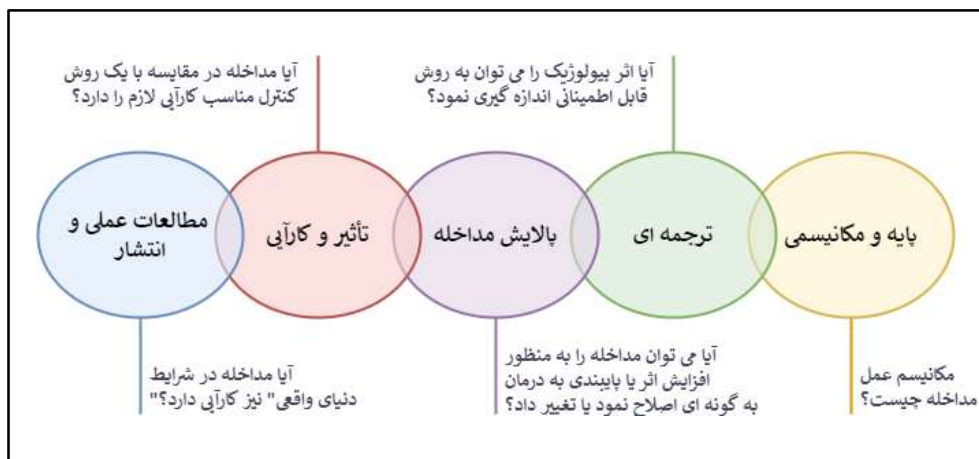 آیا مداخله در مقایسه با یک روش
کنترل مناسب کارآیی لازم را دارد؟
آیا اثر بیولوژیک را می توان به روش
قابل اطمینانی اندازه گیری نمود؟
پایه و مکانیسمی
ترجمه ای
پالایش مداخله
تأثیر و کارآیی
مطالعات عملی و
انتشار
مکانیسم عمل
مداخله چیست؟
آیا می توان مداخله را به منظور
افزایش اثر یا پایبندی به درمان
به گونه ای اصلاح نمود یا تغییر داد؟
آیا مداخله در شرایط
دنیای واقعی" نیز کارآیی دارد؟"